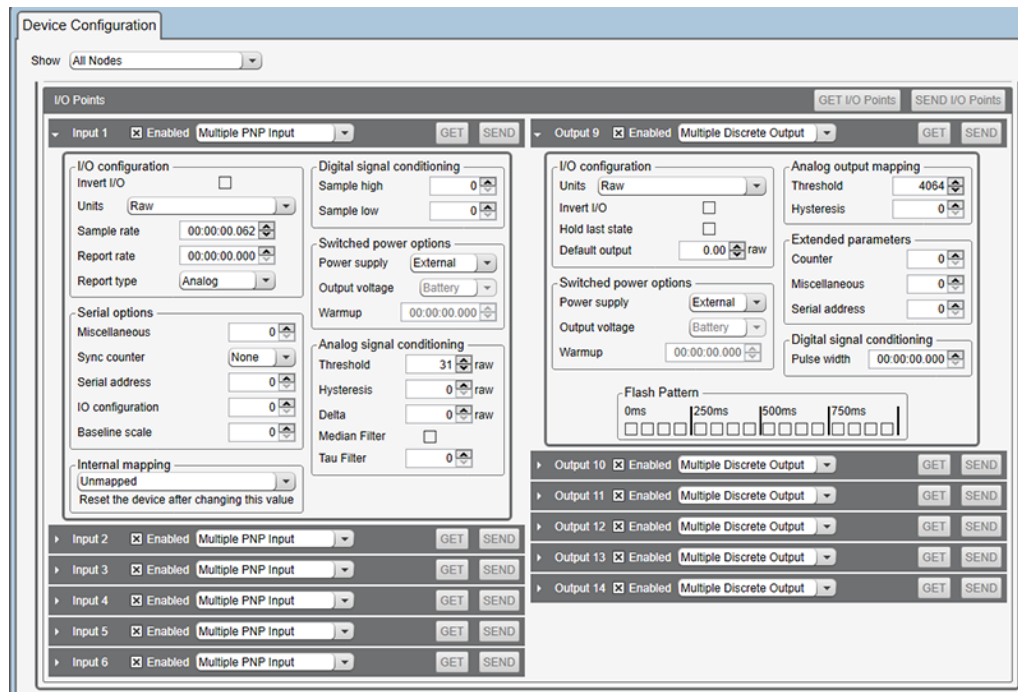 Device Configuration
Show All Nodes
I/O Points GET I/O Points SEND I/O Points
Input 1 Enabled Multiple PNP Input GET SEND
I/O configuration
Invert I/O
Units Raw
Sample rate 00:00:00.062
Report rate 00:00:00.000
Report type Analog
Serial options
Miscellaneous 0
Sync counter None
Serial address 0
IO configuration 0
Baseline scale 0
Internal mapping
Unmapped
Reset the device after changing this value
Digital signal conditioning
Sample high 0
Sample low 0
Switched power options
Power supply External
Output voltage Battery
Warmup 00:00:00.000
Analog signal conditioning
Threshold 31 raw
Hysteresis 0 raw
Delta 0 raw
Median Filter
Tau Filter 0
Input 2 Enabled Multiple PNP Input GET SEND
Input 3 Enabled Multiple PNP Input GET SEND
Input 4 Enabled Multiple PNP Input GET SEND
Input 5 Enabled Multiple PNP Input GET SEND
Input 6 Enabled Multiple PNP Input GET SEND
Output 9 Enabled Multiple Discrete Output GET SEND
I/O configuration
Units Raw
Invert I/O
Hold last state
Default output 0.00 raw
Switched power options
Power supply External
Output voltage Battery
Warmup 00:00:00.000
Analog output mapping
Threshold 4064
Hysteresis 0
Extended parameters
Counter 0
Miscellaneous 0
Serial address 0
Digital signal conditioning
Pulse width 00:00:00.000
Flash Pattern
0ms 250ms 500ms 750ms
Output 10 Enabled Multiple Discrete Output GET SEND
Output 11 Enabled Multiple Discrete Output GET SEND
Output 12 Enabled Multiple Discrete Output GET SEND
Output 13 Enabled Multiple Discrete Output GET SEND
Output 14 Enabled Multiple Discrete Output GET SEND